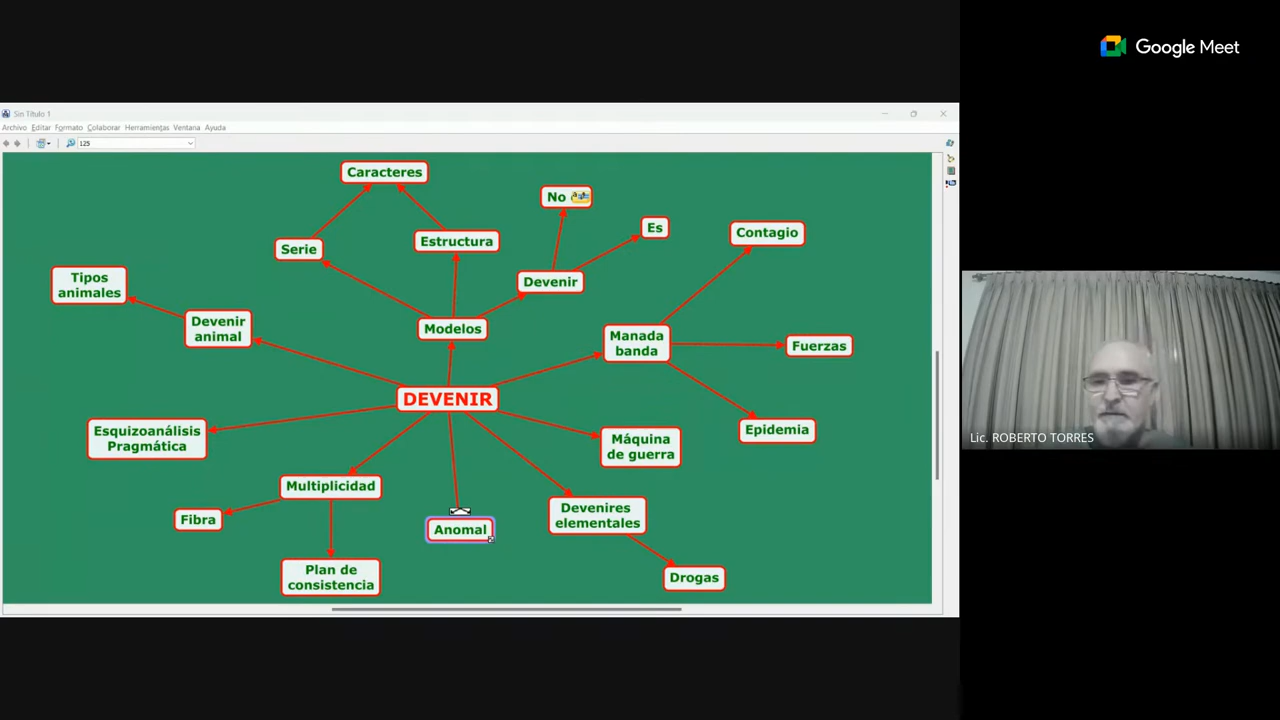 Google Meet
Sin Título 1
Archivo Editar Formato Colaborar Herramientas Ventana Ayuda
125
Caracteres
No
Es
Contagio
Serie
Estructura
Tipos
animales
Devenir
Devenir
animal
Modelos
Manada
banda
Fuerzas
DEVENIR
Esquizoanálisis
Pragmática
Máquina
de guerra
Epidemia
Lic. ROBERTO TORRES
Multiplicidad
Fibra
Anomal
Devenires
elementales
Plan de
consistencia
Drogas